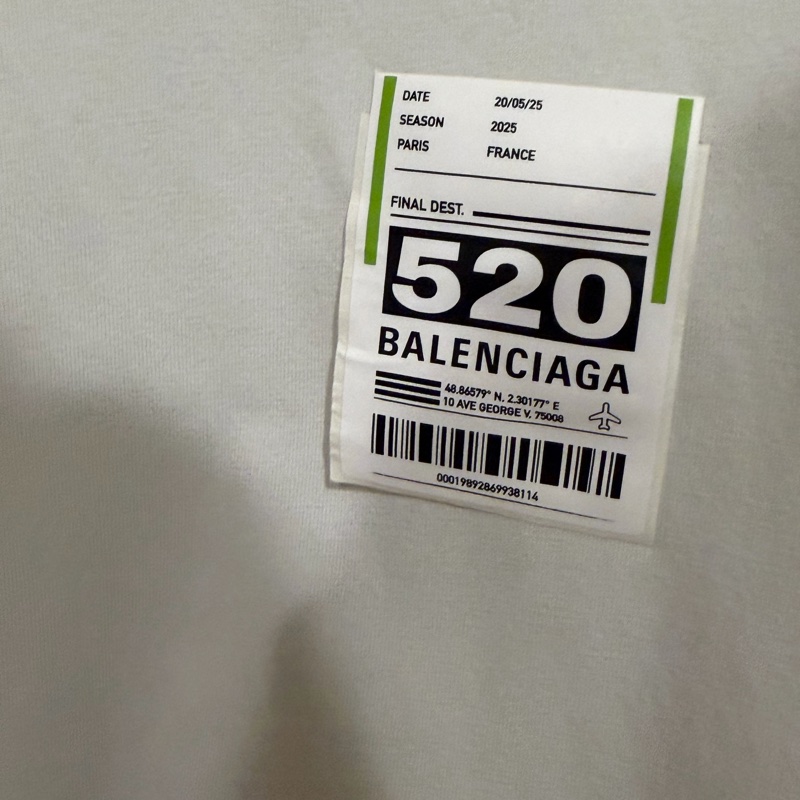 DATE 20/05/25
SEASON 2025
PARIS FRANCE
FINAL DEST.
520
BALENCIAGA
48.86579° N, 2.30177° E
10 AVE GEORGE V, 75008
00019892869938114